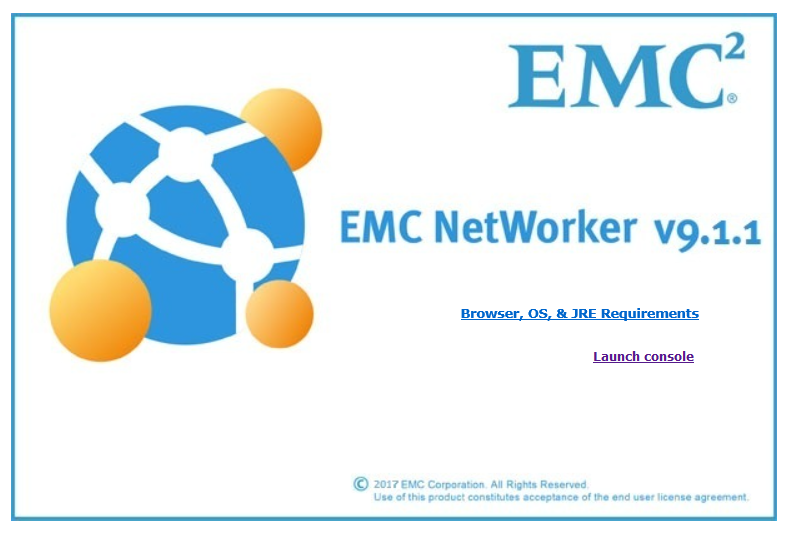 EMC²®
EMC NetWorker v9.1.1
Browser, OS, & JRE Requirements
Launch console
© 2017 EMC Corporation. All Rights Reserved.
Use of this product constitutes acceptance of the end user license agreement.